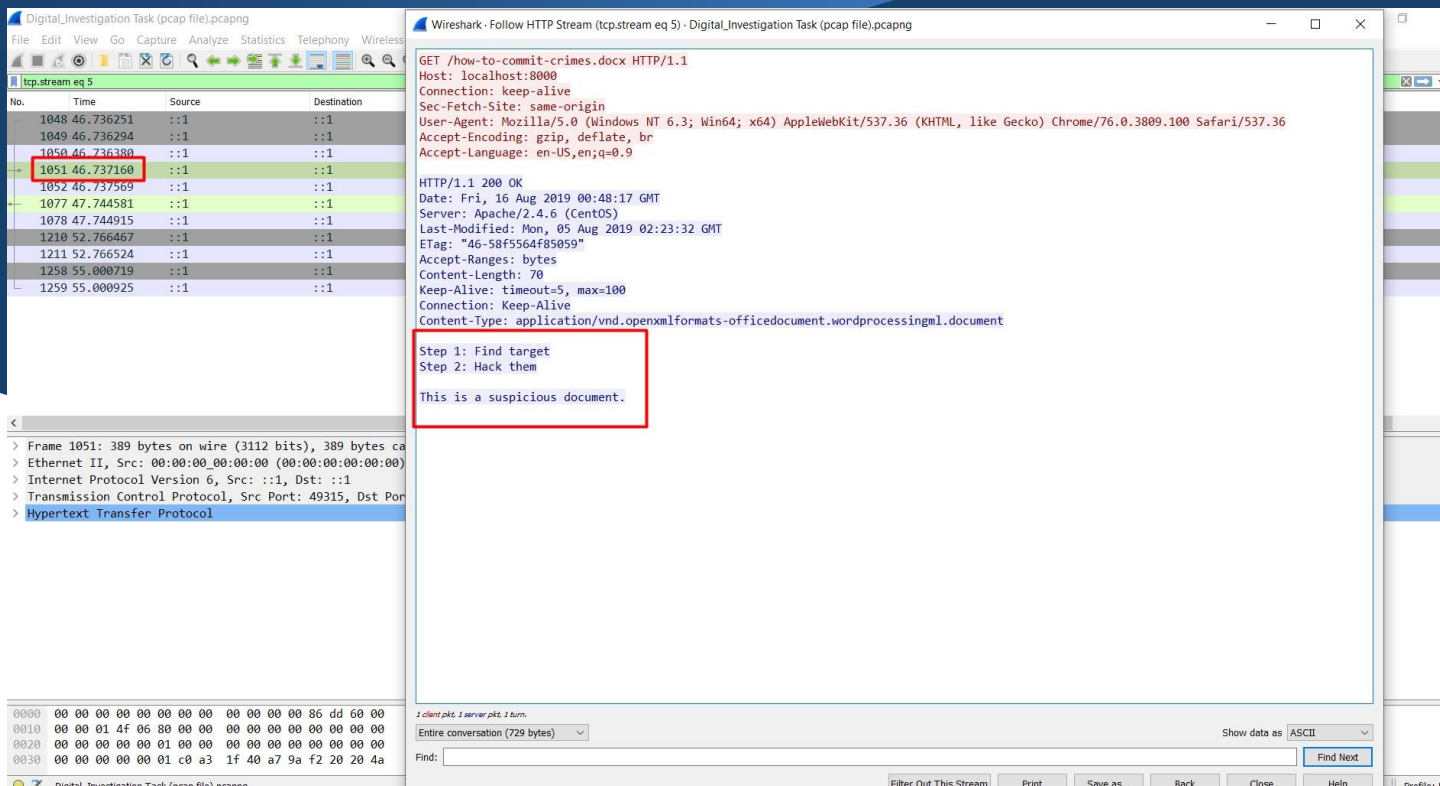 Digital_Investigation Task (pcap file).pcapng
File Edit View Go Capture Analyze Statistics Telephony Wireless
tcp.stream eq 5
No. Time Source Destination
1048 46.736251 ::1 ::1
1049 46.736294 ::1 ::1
1050 46.736380 ::1 ::1
1051 46.737160 ::1 ::1
1052 46.737569 ::1 ::1
1077 47.744581 ::1 ::1
1078 47.744915 ::1 ::1
1210 52.766467 ::1 ::1
1211 52.766524 ::1 ::1
1258 55.000719 ::1 ::1
1259 55.000925 ::1 ::1
> Frame 1051: 389 bytes on wire (3112 bits), 389 bytes ca
> Ethernet II, Src: 00:00:00_00:00:00 (00:00:00:00:00:00)
> Internet Protocol Version 6, Src: ::1, Dst: ::1
> Transmission Control Protocol, Src Port: 49315, Dst Por
> Hypertext Transfer Protocol
0000 00 00 00 00 00 00 00 00 00 00 00 00 86 dd 60 00
0010 00 00 01 4f 06 80 00 00 00 00 00 00 00 00 00 00
0020 00 00 00 00 00 01 00 00 00 00 00 00 00 00 00 00
0030 00 00 00 00 00 01 c0 a3 1f 40 a7 9a f2 20 20 4a
Digital_Investigation Task (pcap file).pcapng
Wireshark · Follow HTTP Stream (tcp.stream eq 5) · Digital_Investigation Task (pcap file).pcapng
GET /how-to-commit-crimes.docx HTTP/1.1
Host: localhost:8000
Connection: keep-alive
Sec-Fetch-Site: same-origin
User-Agent: Mozilla/5.0 (Windows NT 6.3; Win64; x64) AppleWebKit/537.36 (KHTML, like Gecko) Chrome/76.0.3809.100 Safari/537.36
Accept-Encoding: gzip, deflate, br
Accept-Language: en-US,en;q=0.9
HTTP/1.1 200 OK
Date: Fri, 16 Aug 2019 00:48:17 GMT
Server: Apache/2.4.6 (CentOS)
Last-Modified: Mon, 05 Aug 2019 02:23:32 GMT
ETag: "46-58f5564f85059"
Accept-Ranges: bytes
Content-Length: 70
Keep-Alive: timeout=5, max=100
Connection: Keep-Alive
Content-Type: application/vnd.openxmlformats-officedocument.wordprocessingml.document
Step 1: Find target
Step 2: Hack them
This is a suspicious document.
1 client pkt, 1 server pkt, 1 turn.
Entire conversation (729 bytes) Show data as ASCII
Find: Find Next
Filter Out This Stream Print Save as... Back Close Help
Profile: